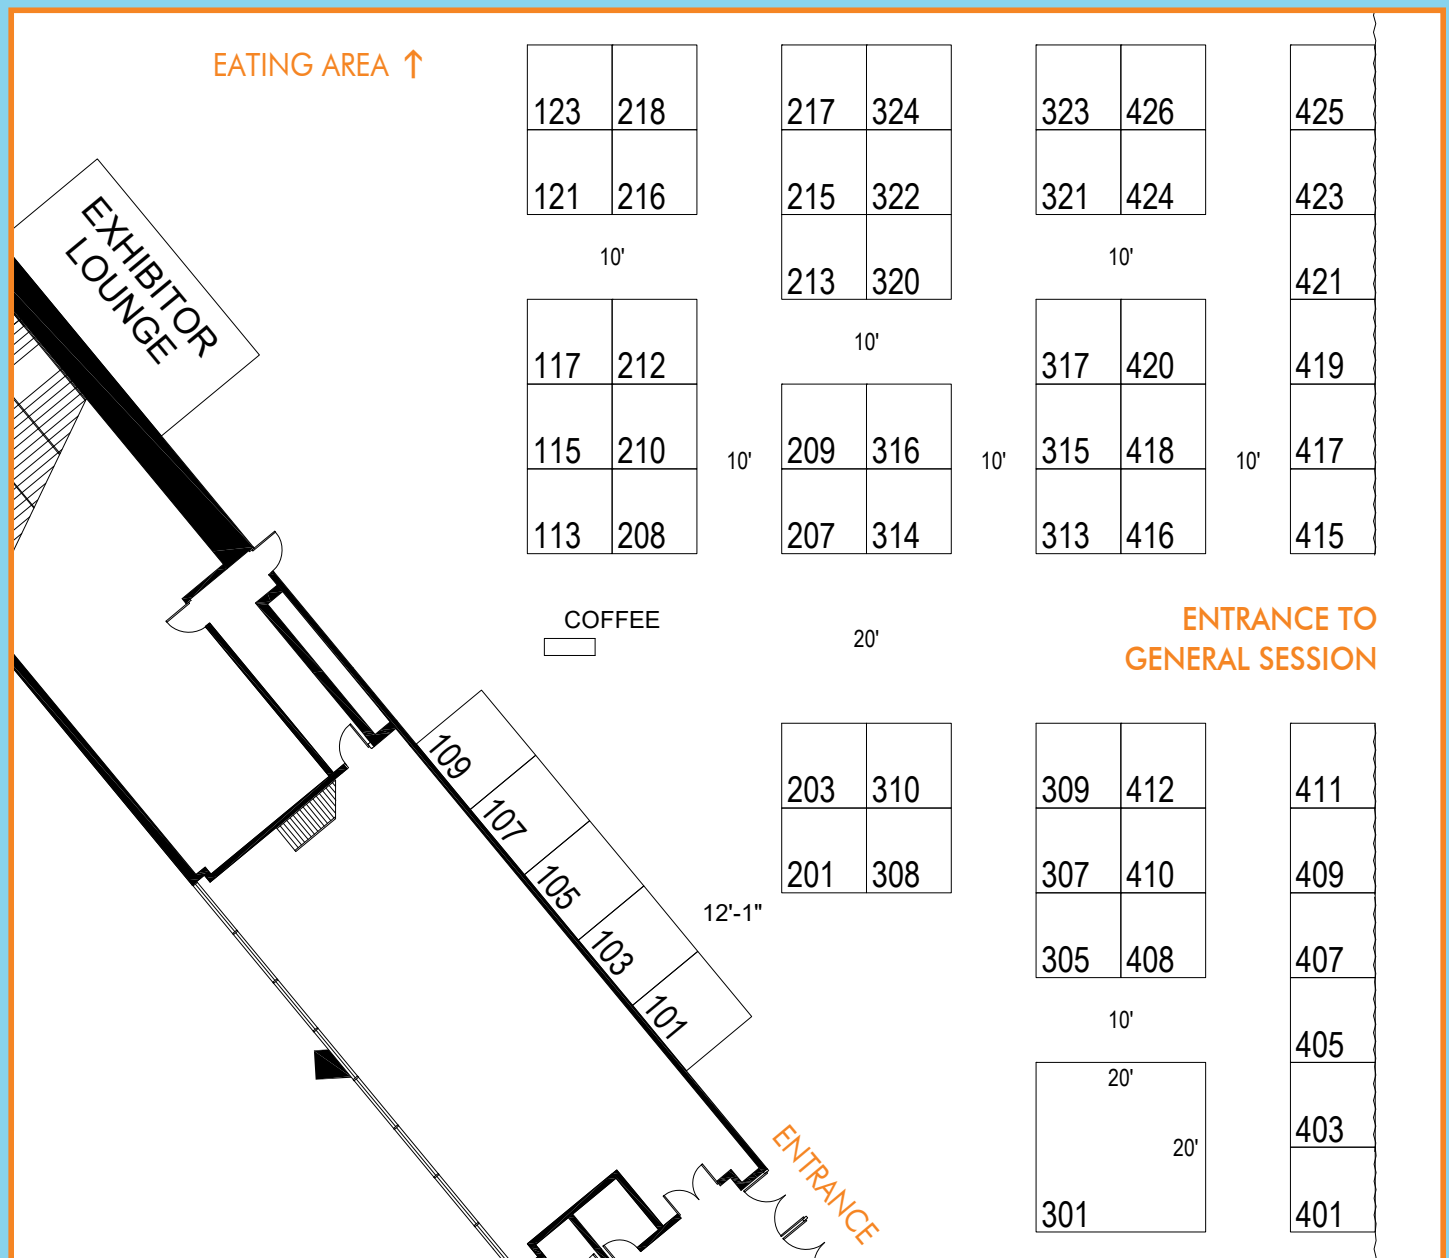 EATING AREA ↑
123 218 217 324 323 426 425
121 216 215 322 321 424 423
10' 10'
213 320 421
EXHIBITOR
LOUNGE
10'
117 212 317 420 419
115 210 209 316 315 418 417
10' 10' 10'
113 208 207 314 313 416 415
COFFEE
20'
ENTRANCE TO
GENERAL SESSION
109
203 310 309 412 411
107
201 308 307 410 409
105
12'-1"
103
305 408 407
101
10'
405
20'
403
20'
ENTRANCE
301 401